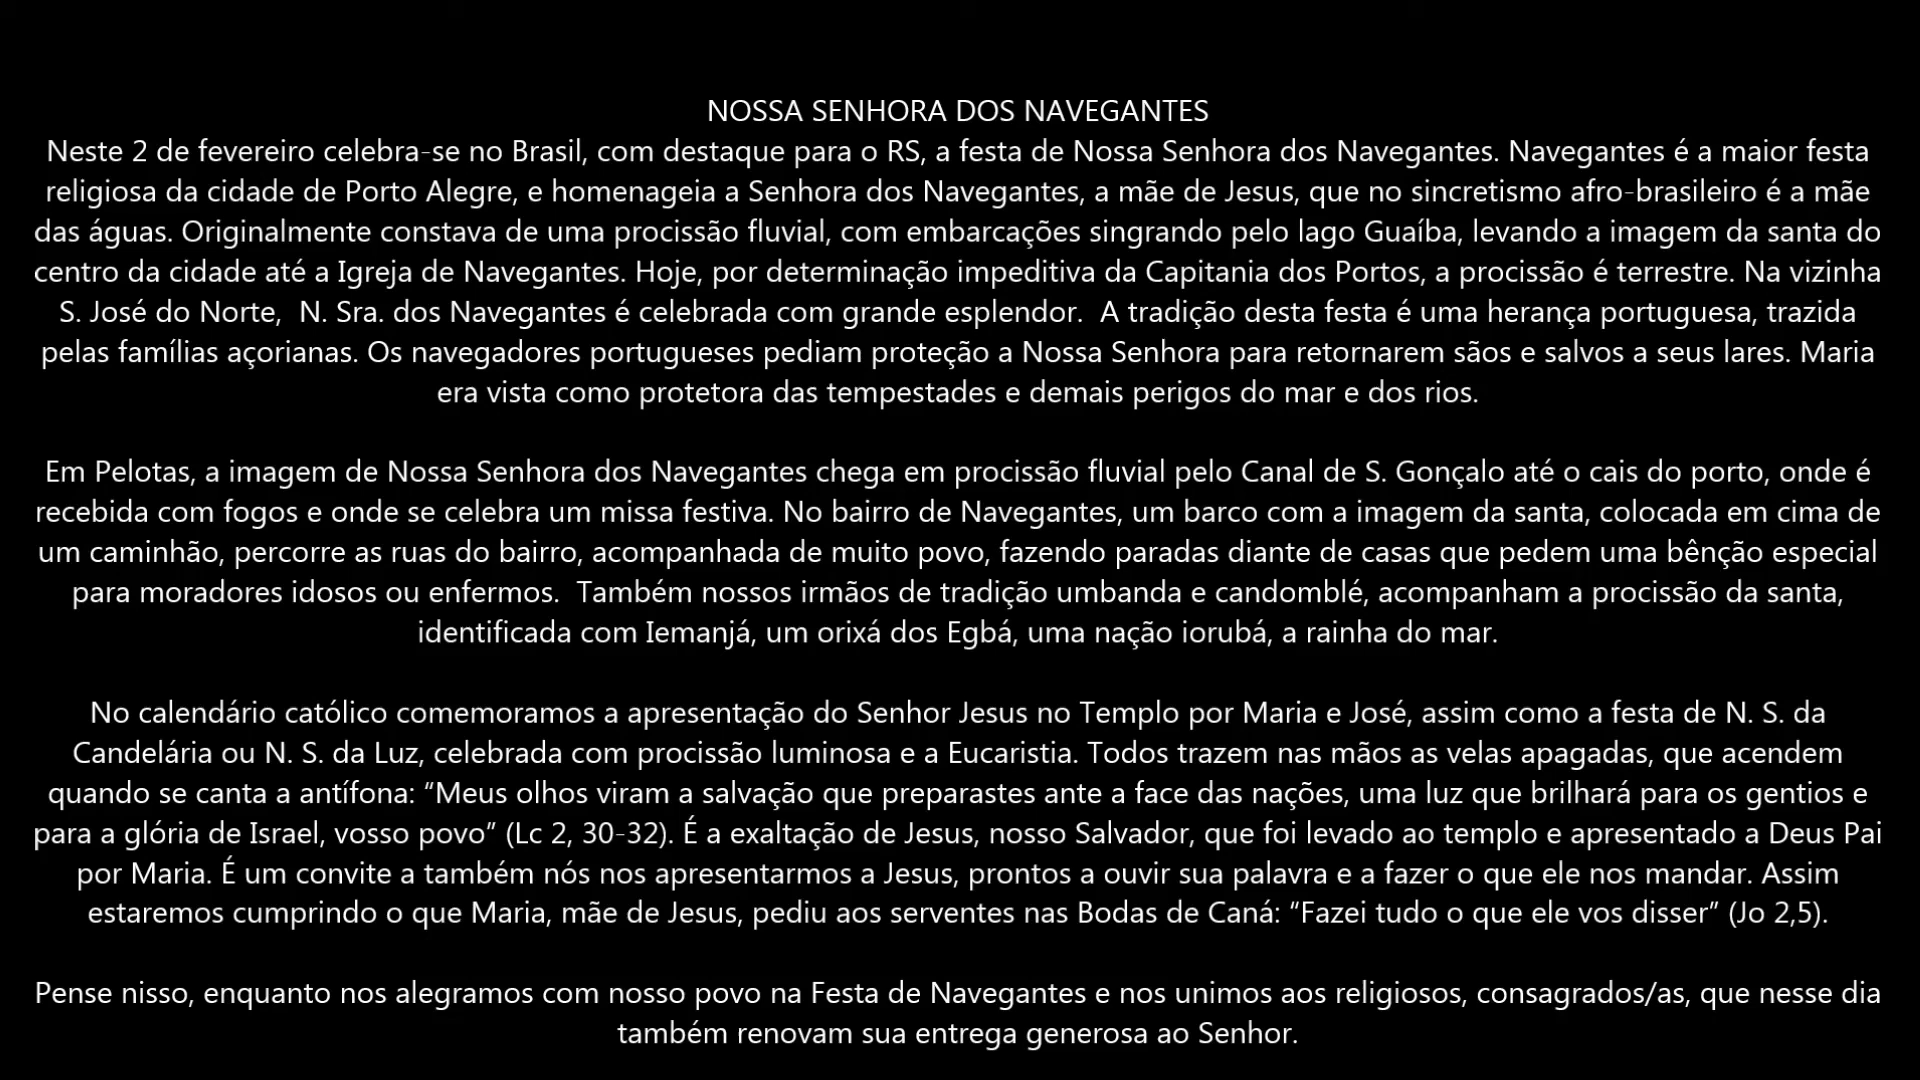 NOSSA SENHORA DOS NAVEGANTES
Neste 2 de fevereiro celebra-se no Brasil, com destaque para o RS, a festa de Nossa Senhora dos Navegantes. Navegantes é a maior festa
religiosa da cidade de Porto Alegre, e homenageia a Senhora dos Navegantes, a mãe de Jesus, que no sincretismo afro-brasileiro é a mãe
das águas. Originalmente constava de uma procissão fluvial, com embarcações singrando pelo lago Guaíba, levando a imagem da santa do
centro da cidade até a Igreja de Navegantes. Hoje, por determinação impeditiva da Capitania dos Portos, a procissão é terrestre. Na vizinha
S. José do Norte,  N. Sra. dos Navegantes é celebrada com grande esplendor.  A tradição desta festa é uma herança portuguesa, trazida
pelas famílias açorianas. Os navegadores portugueses pediam proteção a Nossa Senhora para retornarem sãos e salvos a seus lares. Maria
era vista como protetora das tempestades e demais perigos do mar e dos rios.
Em Pelotas, a imagem de Nossa Senhora dos Navegantes chega em procissão fluvial pelo Canal de S. Gonçalo até o cais do porto, onde é
recebida com fogos e onde se celebra um missa festiva. No bairro de Navegantes, um barco com a imagem da santa, colocada em cima de
um caminhão, percorre as ruas do bairro, acompanhada de muito povo, fazendo paradas diante de casas que pedem uma bênção especial
para moradores idosos ou enfermos.  Também nossos irmãos de tradição umbanda e candomblé, acompanham a procissão da santa,
identificada com Iemanjá, um orixá dos Egbá, uma nação iorubá, a rainha do mar.
No calendário católico comemoramos a apresentação do Senhor Jesus no Templo por Maria e José, assim como a festa de N. S. da
Candelária ou N. S. da Luz, celebrada com procissão luminosa e a Eucaristia. Todos trazem nas mãos as velas apagadas, que acendem
quando se canta a antífona: “Meus olhos viram a salvação que preparastes ante a face das nações, uma luz que brilhará para os gentios e
para a glória de Israel, vosso povo” (Lc 2, 30-32). É a exaltação de Jesus, nosso Salvador, que foi levado ao templo e apresentado a Deus Pai
por Maria. É um convite a também nós nos apresentarmos a Jesus, prontos a ouvir sua palavra e a fazer o que ele nos mandar. Assim
estaremos cumprindo o que Maria, mãe de Jesus, pediu aos serventes nas Bodas de Caná: “Fazei tudo o que ele vos disser” (Jo 2,5).
Pense nisso, enquanto nos alegramos com nosso povo na Festa de Navegantes e nos unimos aos religiosos, consagrados/as, que nesse dia
também renovam sua entrega generosa ao Senhor.